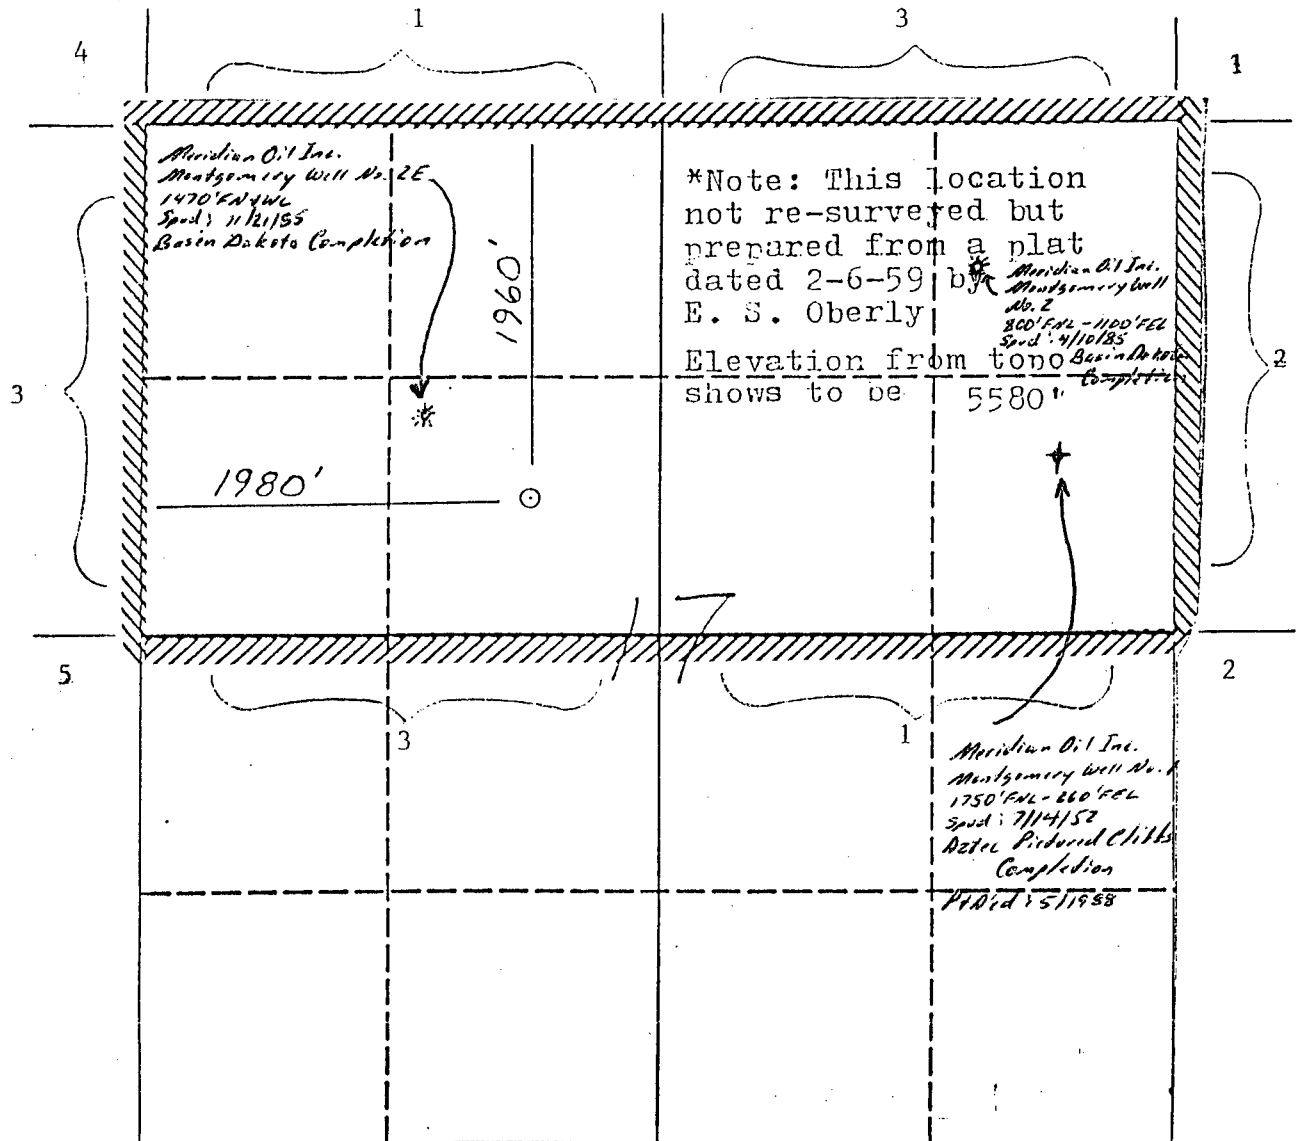 1
3
4
1
Meridian Oil Inc.
Montgomery Well No. 2E
1470' FN&WL
Spud: 11/21/85
Basin Dakota Completion
1960'
*Note: This location
not re-surveyed but
prepared from a plat
dated 2-6-59 by
E. S. Oberly
Elevation from topo
shows to be 5580'
Meridian Oil Inc.
Montgomery Well
No. 2
800' FNL - 1100' FEL
Spud: 4/10/85
Basin Dakota
Completion
3
2
1980'
17
5
2
3
1
Meridian Oil Inc.
Montgomery Well No. 1
1750' FNL - 860' FEL
Spud: 7/14/52
Aztec Pictured Cliffs
Completion
P&A'd: 5/1988